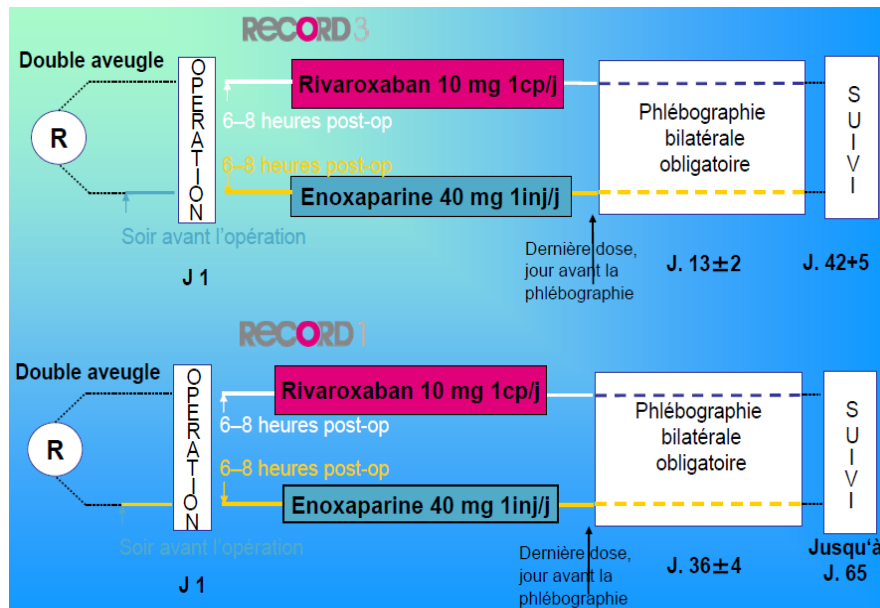 RECORD 3
Double aveugle
OPERATION
Rivaroxaban 10 mg 1cp/j
6–8 heures post-op
R
Phlébographie
bilatérale
obligatoire
SUIVI
6–8 heures post-op
Enoxaparine 40 mg 1inj/j
Soir avant l'opération
Dernière dose,
jour avant la
phlébographie
J 1
J. 13±2
J. 42+5
RECORD 1
Double aveugle
OPERATION
Rivaroxaban 10 mg 1cp/j
6–8 heures post-op
R
Phlébographie
bilatérale
obligatoire
SUIVI
6–8 heures post-op
Enoxaparine 40 mg 1inj/j
Soir avant l'opération
Dernière dose,
jour avant la
phlébographie
J 1
J. 36±4
Jusqu'à
J. 65